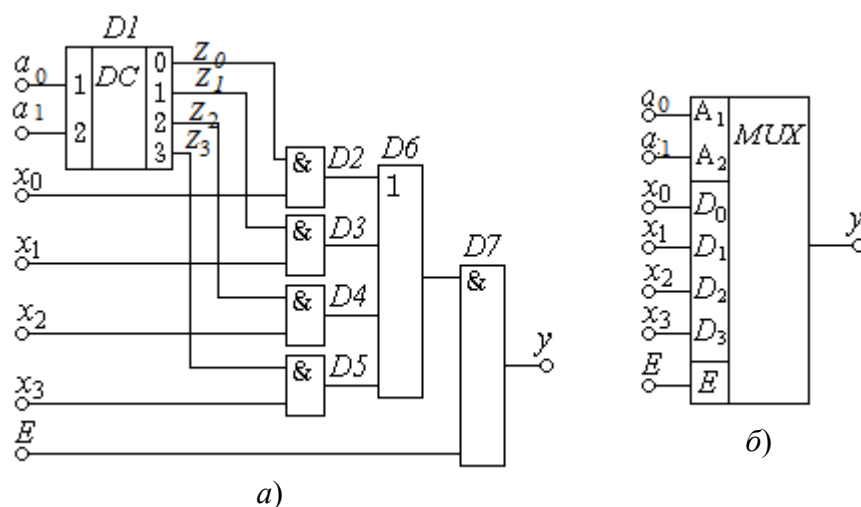 D1
a0
a1
1
2
DC
0
1
2
3
Z0
Z1
Z2
Z3
x0
x1
x2
x3
E
&
D2
&
D3
&
D4
&
D5
D6
1
D7
&
y
а)
a0
a1
x0
x1
x2
x3
E
A1
A2
D0
D1
D2
D3
E
MUX
y
б)